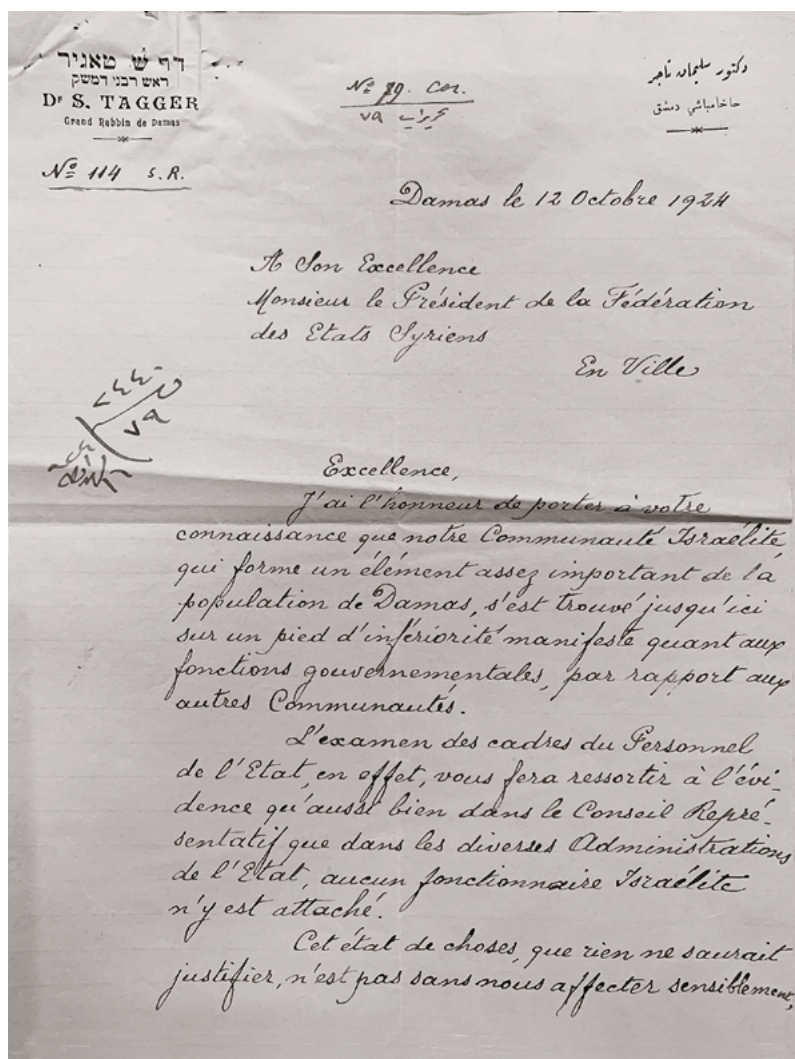 דר ש טאגיר
ראש רבני דמשק
Dr S. TAGGER
Grand Rabbin de Damas
Nº 114 S. R.
Nº 79. Cor.
٧٩
دكتور سليمان تاجر
حاخامباشي دمشق
Damas le 12 Octobre 1924
A Son Excellence
Monsieur le Président de la Fédération
des Etats Syriens
En Ville
٧٩
Excellence,
J'ai l'honneur de porter à votre
connaissance que notre Communauté Israélite,
qui forme un élément assez important de la
population de Damas, s'est trouvé jusqu'ici
sur un pied d'infériorité manifeste quant aux
fonctions gouvernementales, par rapport aux
autres Communautés.
L'examen des cadres du Personnel
de l'Etat, en effet, vous fera ressortir à l'évi-
dence qu'aussi bien dans le Conseil Repré-
sentatif que dans les diverses Administrations
de l'Etat, aucun fonctionnaire Israélite
n'y est attaché.
Cet état de choses, que rien ne saurait
justifier, n'est pas sans nous affecter sensiblement,